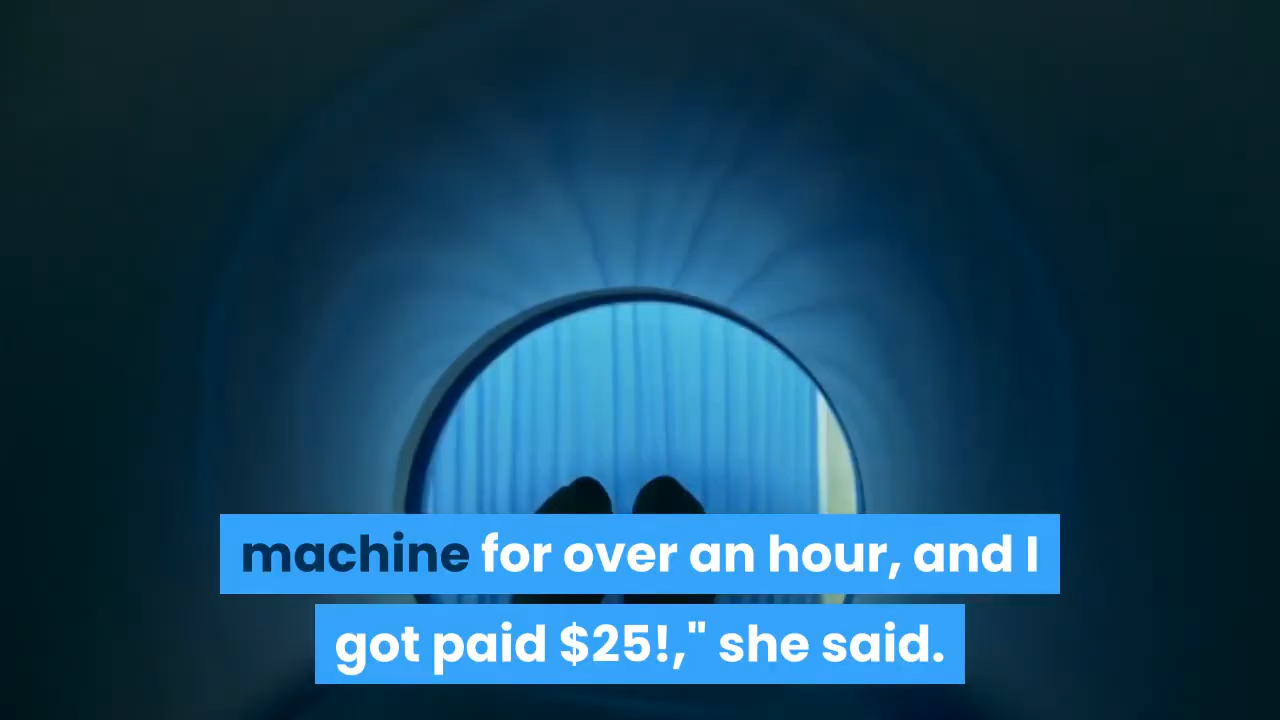 machine for over an hour, and I
got paid $25!," she said.